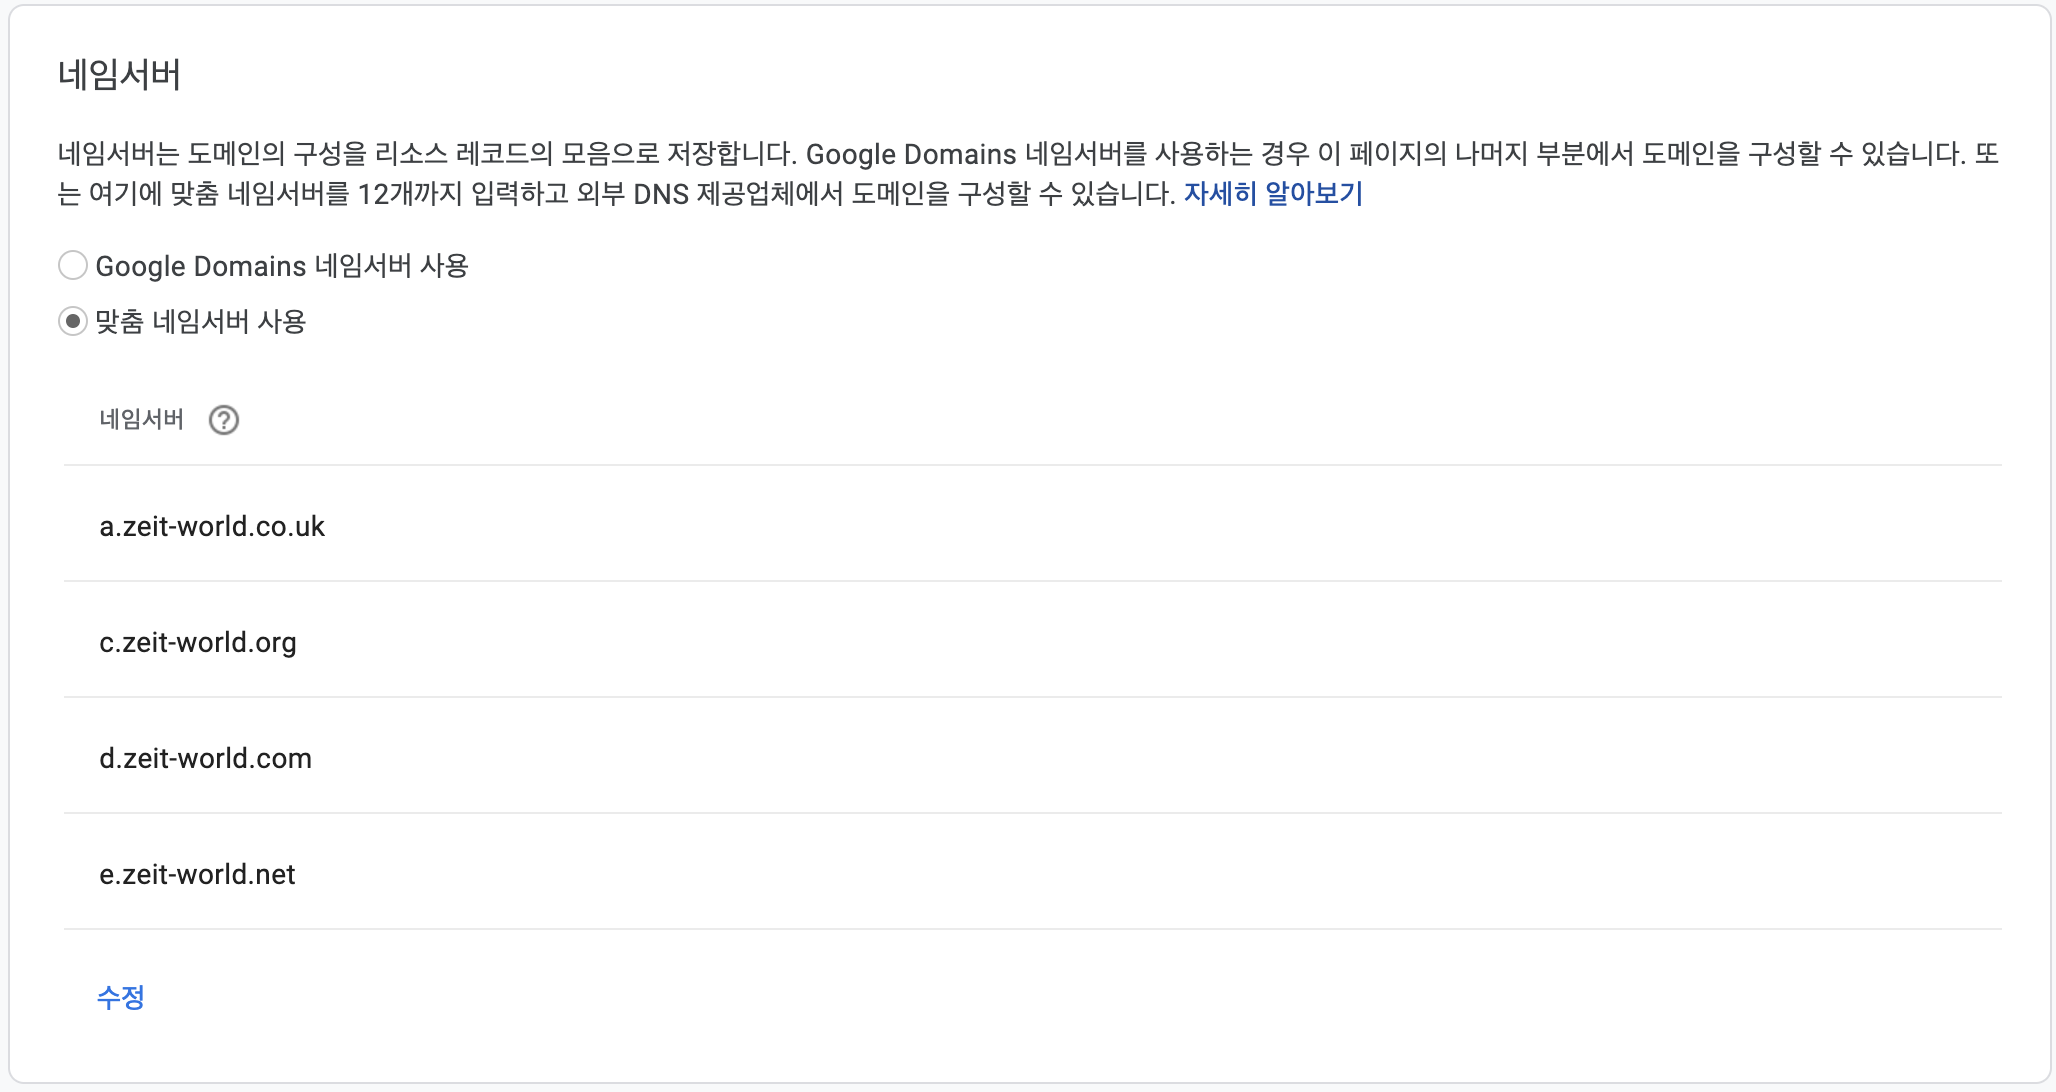 네임서버
네임서버는 도메인의 구성을 리소스 레코드의 모음으로 저장합니다. Google Domains 네임서버를 사용하는 경우 이 페이지의 나머지 부분에서 도메인을 구성할 수 있습니다. 또
는 여기에 맞춤 네임서버를 12개까지 입력하고 외부 DNS 제공업체에서 도메인을 구성할 수 있습니다. 자세히 알아보기
Google Domains 네임서버 사용
맞춤 네임서버 사용
네임서버 ?
a.zeit-world.co.uk
c.zeit-world.org
d.zeit-world.com
e.zeit-world.net
수정